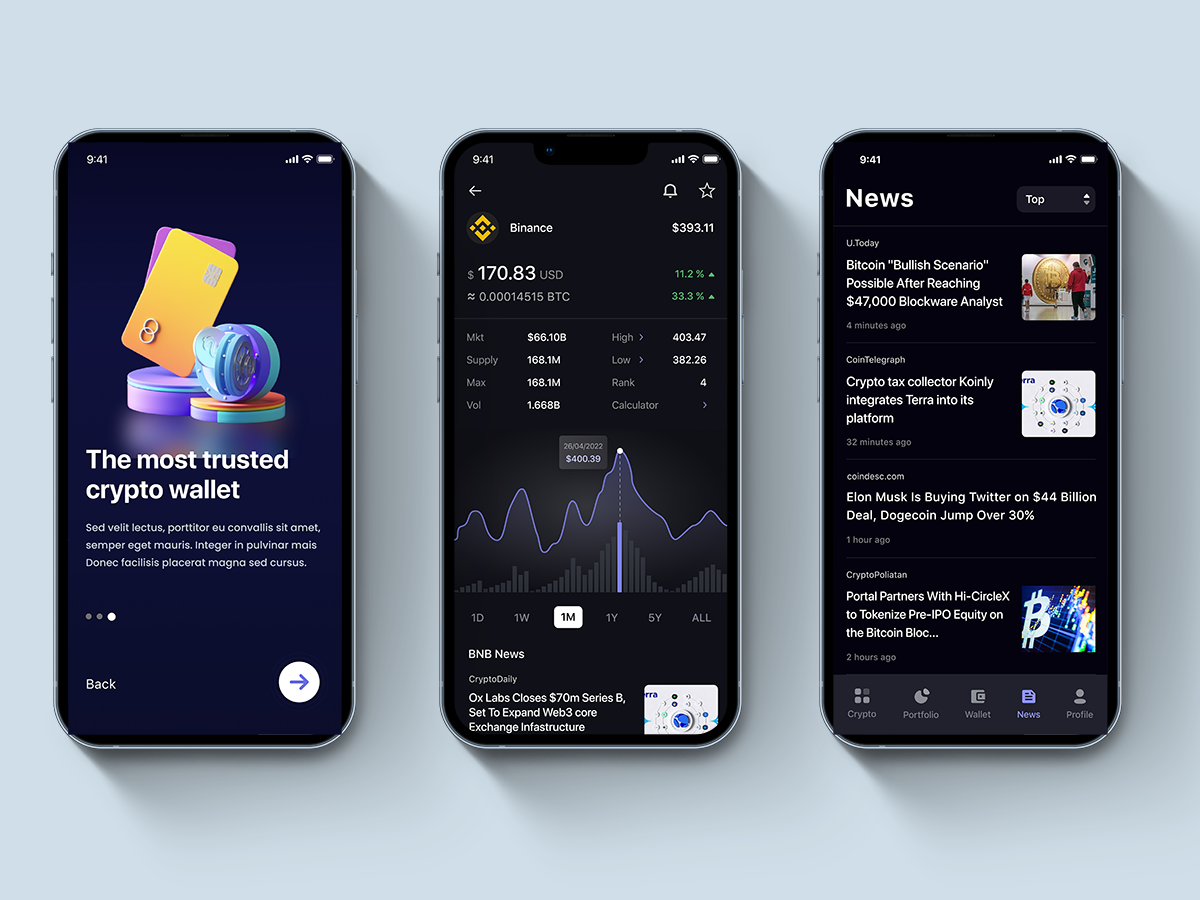 9:41
The most trusted
crypto wallet
Sed velit lectus, porttitor eu convallis sit amet,
semper eget mauris. Integer in pulvinar mais
Donec facilisis placerat magna sed cursus.
Back
9:41
Binance
$393.11
$ 170.83 USD
11.2 %
≈ 0.00014515 BTC
33.3 %
Mkt $66.10B High > 403.47
Supply 168.1M Low > 382.26
Max 168.1M Rank 4
Vol 1.668B Calculator >
26/04/2022
$400.39
1D 1W 1M 1Y 5Y ALL
BNB News
CryptoDaily
Ox Labs Closes $70m Series B,
Set To Expand Web3 core
Exchange Infastructure
rra
9:41
News
Top
U.Today
Bitcoin "Bullish Scenario"
Possible After Reaching
$47,000 Blockware Analyst
4 minutes ago
CoinTelegraph
Crypto tax collector Koinly
integrates Terra into its
platform
32 minutes ago
rra
coindesc.com
Elon Musk Is Buying Twitter on $44 Billion
Deal, Dogecoin Jump Over 30%
1 hour ago
CryptoPoliatan
Portal Partners With Hi-CircleX
to Tokenize Pre-IPO Equity on
the Bitcoin Bloc...
2 hours ago
Crypto Portfolio Wallet News Profile